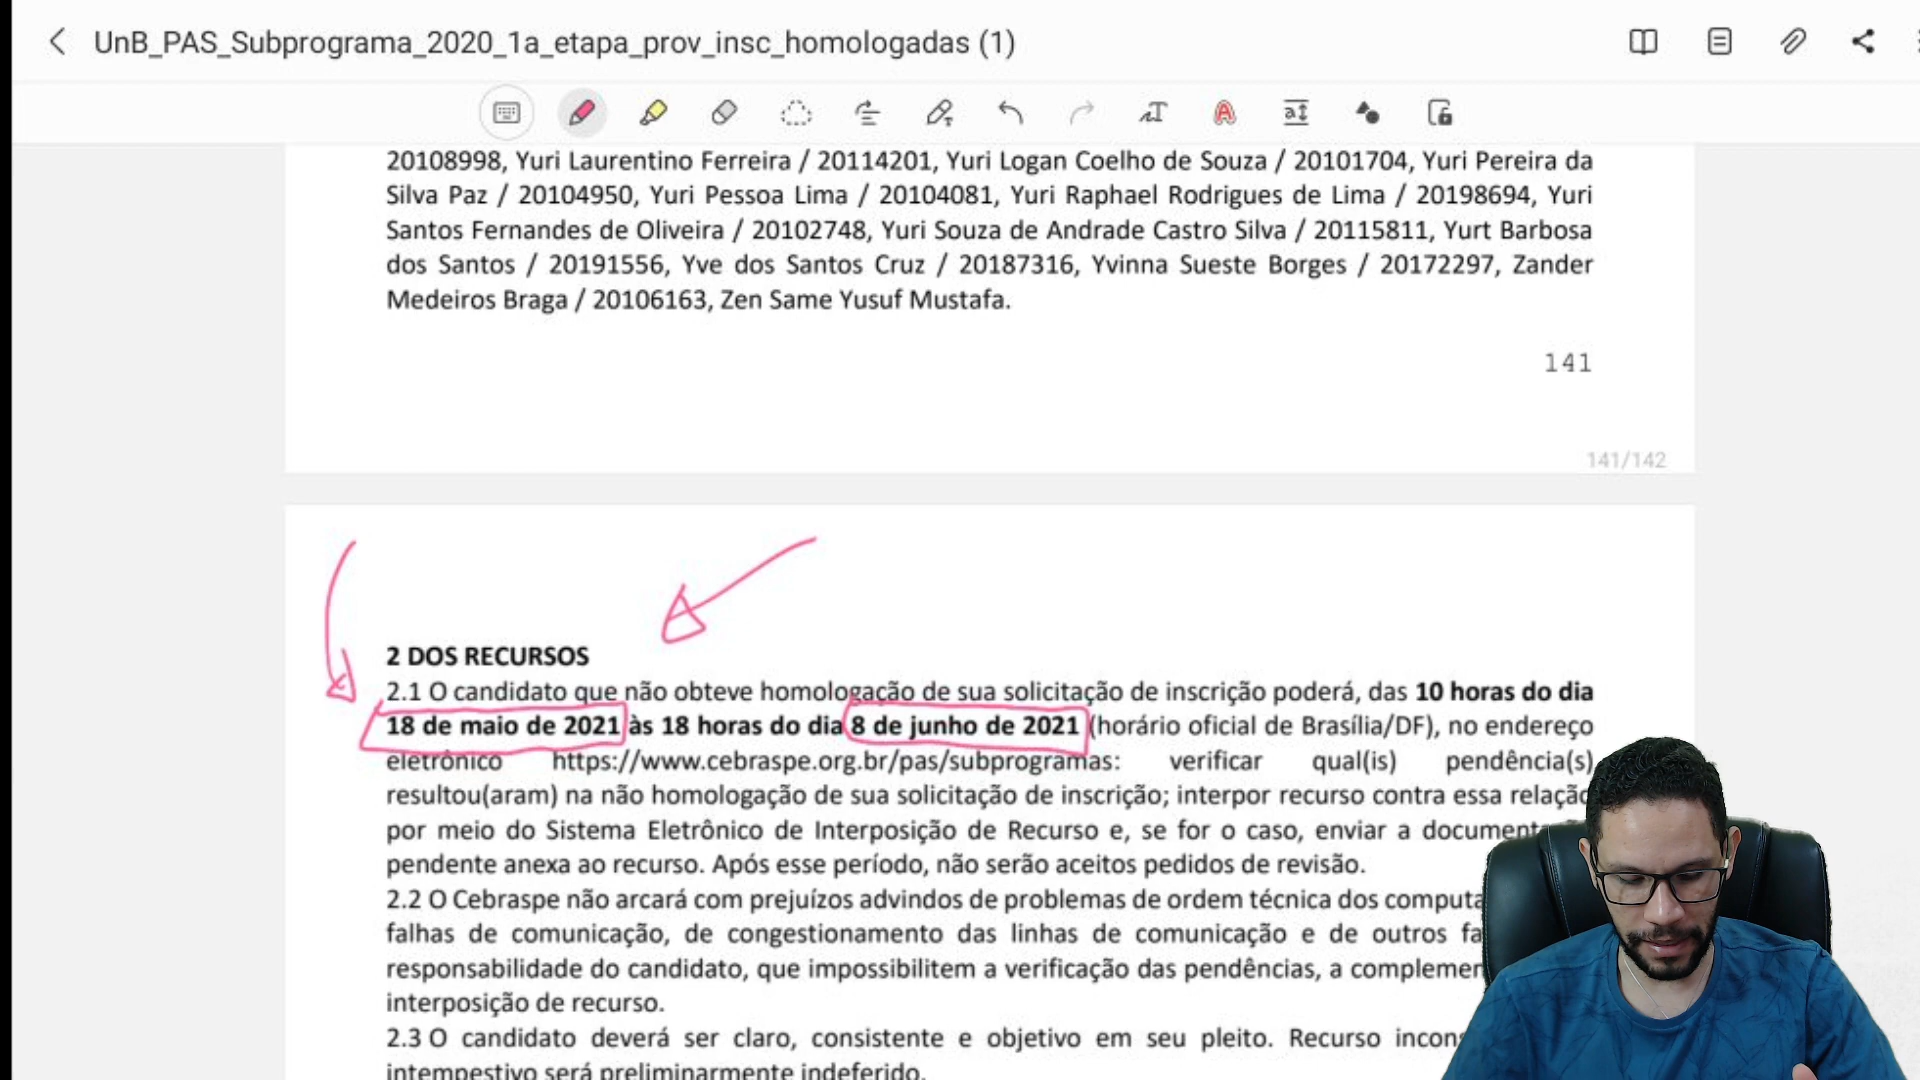 UnB_PAS_Subprograma_2020_1a_etapa_prov_insc_homologadas (1)
20108998, Yuri Laurentino Ferreira / 20114201, Yuri Logan Coelho de Souza / 20101704, Yuri Pereira da
Silva Paz / 20104950, Yuri Pessoa Lima / 20104081, Yuri Raphael Rodrigues de Lima / 20198694, Yuri
Santos Fernandes de Oliveira / 20102748, Yuri Souza de Andrade Castro Silva / 20115811, Yurt Barbosa
dos Santos / 20191556, Yve dos Santos Cruz / 20187316, Yvinna Sueste Borges / 20172297, Zander
Medeiros Braga / 20106163, Zen Same Yusuf Mustafa.
141
141/142
2 DOS RECURSOS
2.1 O candidato que não obteve homologação de sua solicitação de inscrição poderá, das 10 horas do dia
18 de maio de 2021 às 18 horas do dia 8 de junho de 2021 (horário oficial de Brasília/DF), no endereço
eletrônico https://www.cebraspe.org.br/pas/subprogramas: verificar qual(is) pendência(s)
resultou(aram) na não homologação de sua solicitação de inscrição; interpor recurso contra essa relação
por meio do Sistema Eletrônico de Interposição de Recurso e, se for o caso, enviar a
pendente anexa ao recurso. Após esse período, não serão aceitos pedidos de revisão.
2.2 O Cebraspe não arcará com prejuízos advindos de problemas de ordem técnica dos
falhas de comunicação, de congestionamento das linhas de comunicação e de outros
responsabilidade do candidato, que impossibilitem a verificação das pendências, a
interposição de recurso.
2.3 O candidato deverá ser claro, consistente e objetivo em seu pleito. Recurso
intempestivo será preliminarmente indeferido.